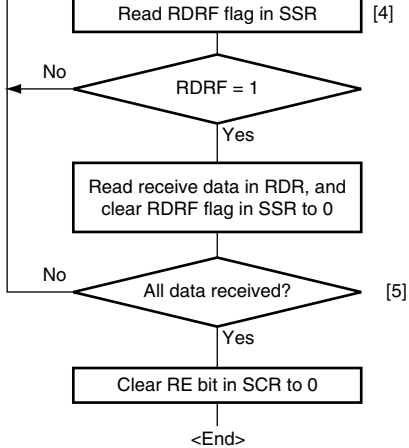 Read RDRF flag in SSR
[4]
No
RDRF = 1
Yes
Read receive data in RDR, and
clear RDRF flag in SSR to 0
No
All data received?
[5]
Yes
Clear RE bit in SCR to 0
<End>